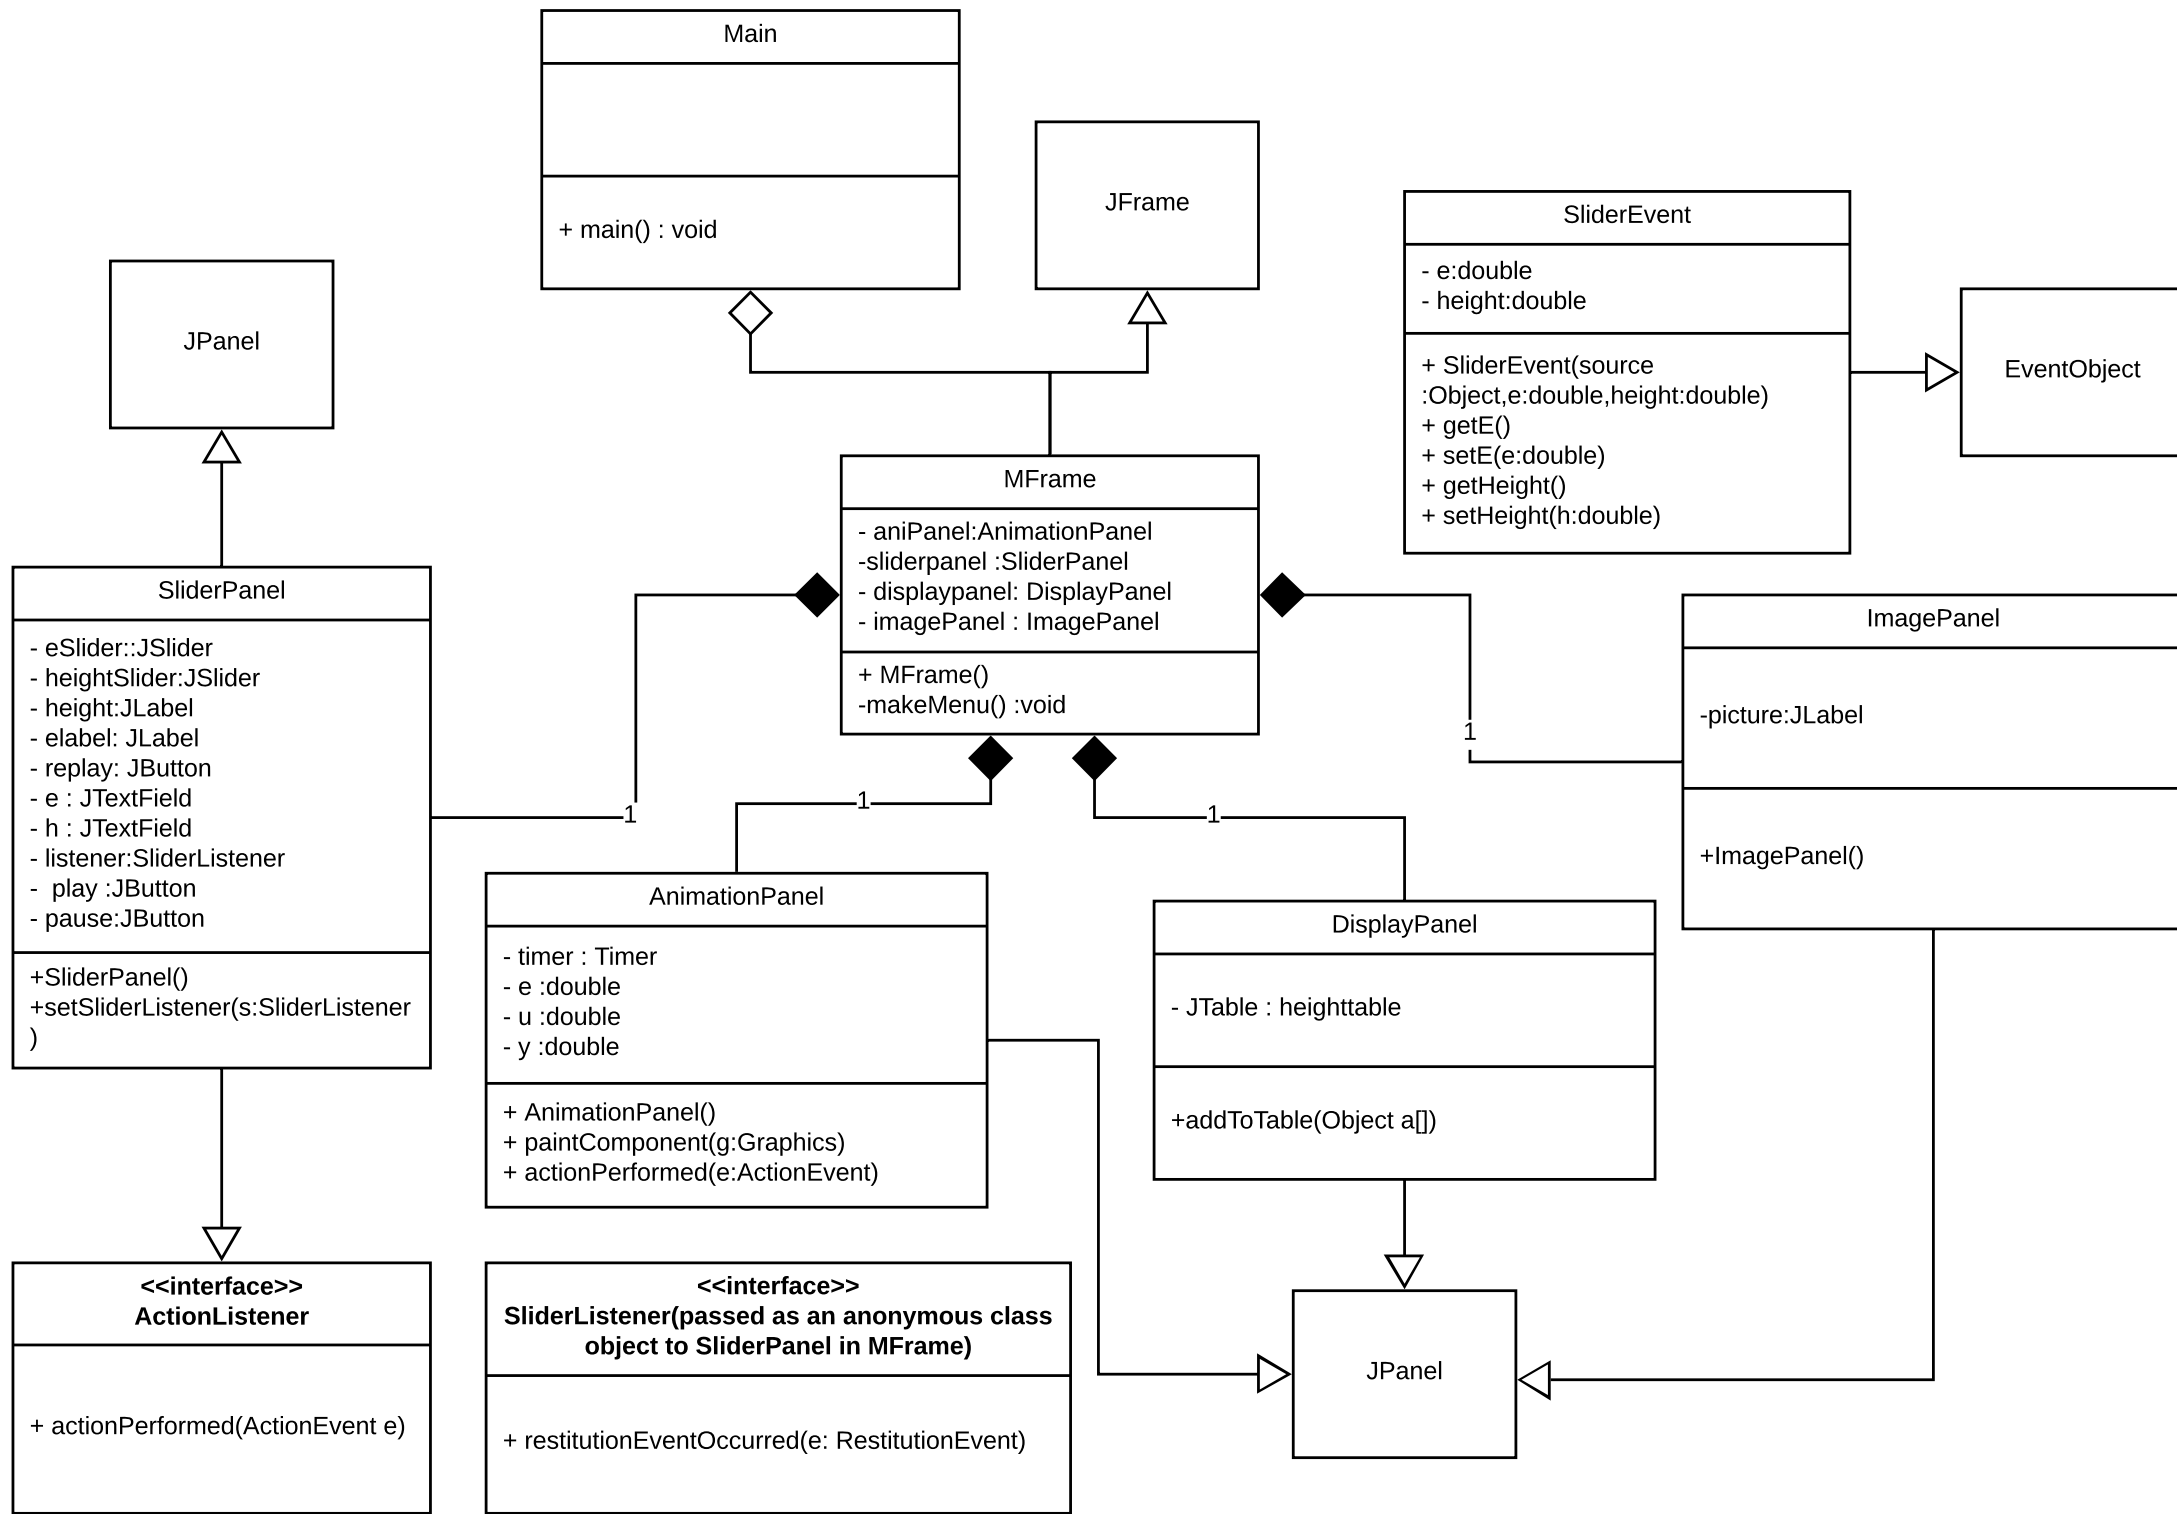 Main
+ main() : void
JFrame
SliderEvent
- e:double
- height:double
+ SliderEvent(source
:Object,e:double,height:double)
+ getE()
+ setE(e:double)
+ getHeight()
+ setHeight(h:double)
EventObject
JPanel
MFrame
- aniPanel:AnimationPanel
-sliderpanel :SliderPanel
- displaypanel: DisplayPanel
- imagePanel : ImagePanel
+ MFrame()
-makeMenu() :void
SliderPanel
- eSlider::JSlider
- heightSlider:JSlider
- height:JLabel
- elabel: JLabel
- replay: JButton
- e : JTextField
- h : JTextField
- listener:SliderListener
-  play :JButton
- pause:JButton
+SliderPanel()
+setSliderListener(s:SliderListener
)
1
1
1
1
ImagePanel
-picture:JLabel
+ImagePanel()
AnimationPanel
- timer : Timer
- e :double
- u :double
- y :double
+ AnimationPanel()
+ paintComponent(g:Graphics)
+ actionPerformed(e:ActionEvent)
DisplayPanel
- JTable : heighttable
+addToTable(Object a[])
<<interface>>
ActionListener
+ actionPerformed(ActionEvent e)
<<interface>>
SliderListener(passed as an anonymous class
object to SliderPanel in MFrame)
+ restitutionEventOccurred(e: RestitutionEvent)
JPanel